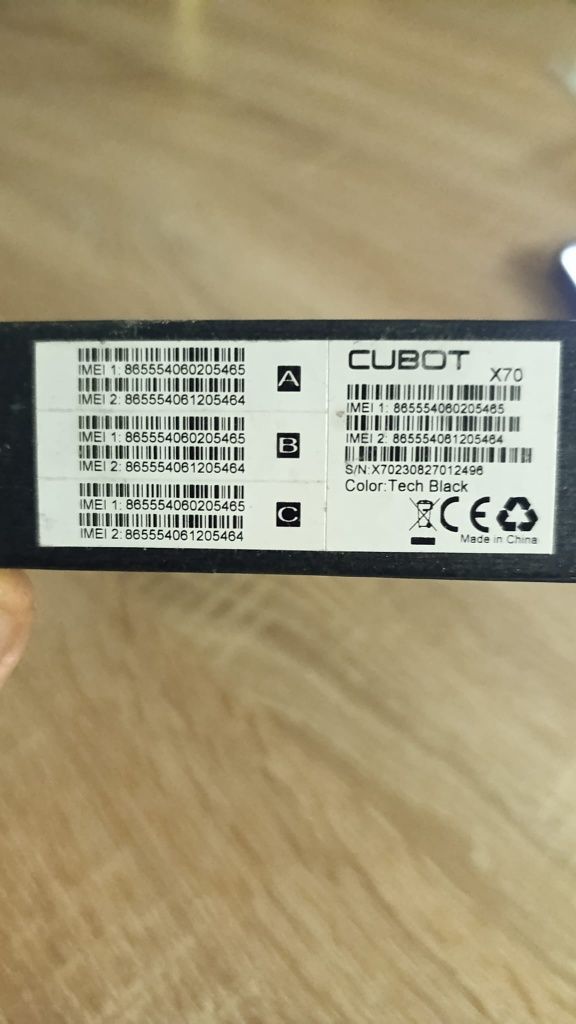 IMEI 1: 865554060205465
IMEI 2: 865554061205464
A
IMEI 1: 865554060205465
IMEI 2: 865554061205464
B
IMEI 1: 865554060205465
IMEI 2: 865554061205464
C
CUBOT
X70
IMEI 1: 865554060205465
IMEI 2: 865554061205464
S/N:X70230827012496
Color:Tech Black
CE
Made in China